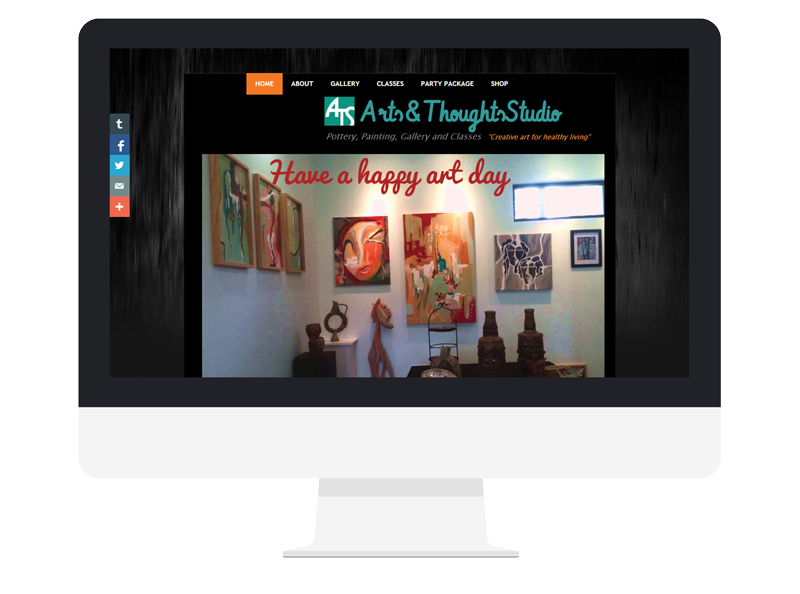 HOME ABOUT GALLERY CLASSES PARTY PACKAGE SHOP
ATS Arts & ThoughtsStudio
Pottery, Painting, Gallery and Classes "Creative art for healthy living"
t
f
Have a happy art day